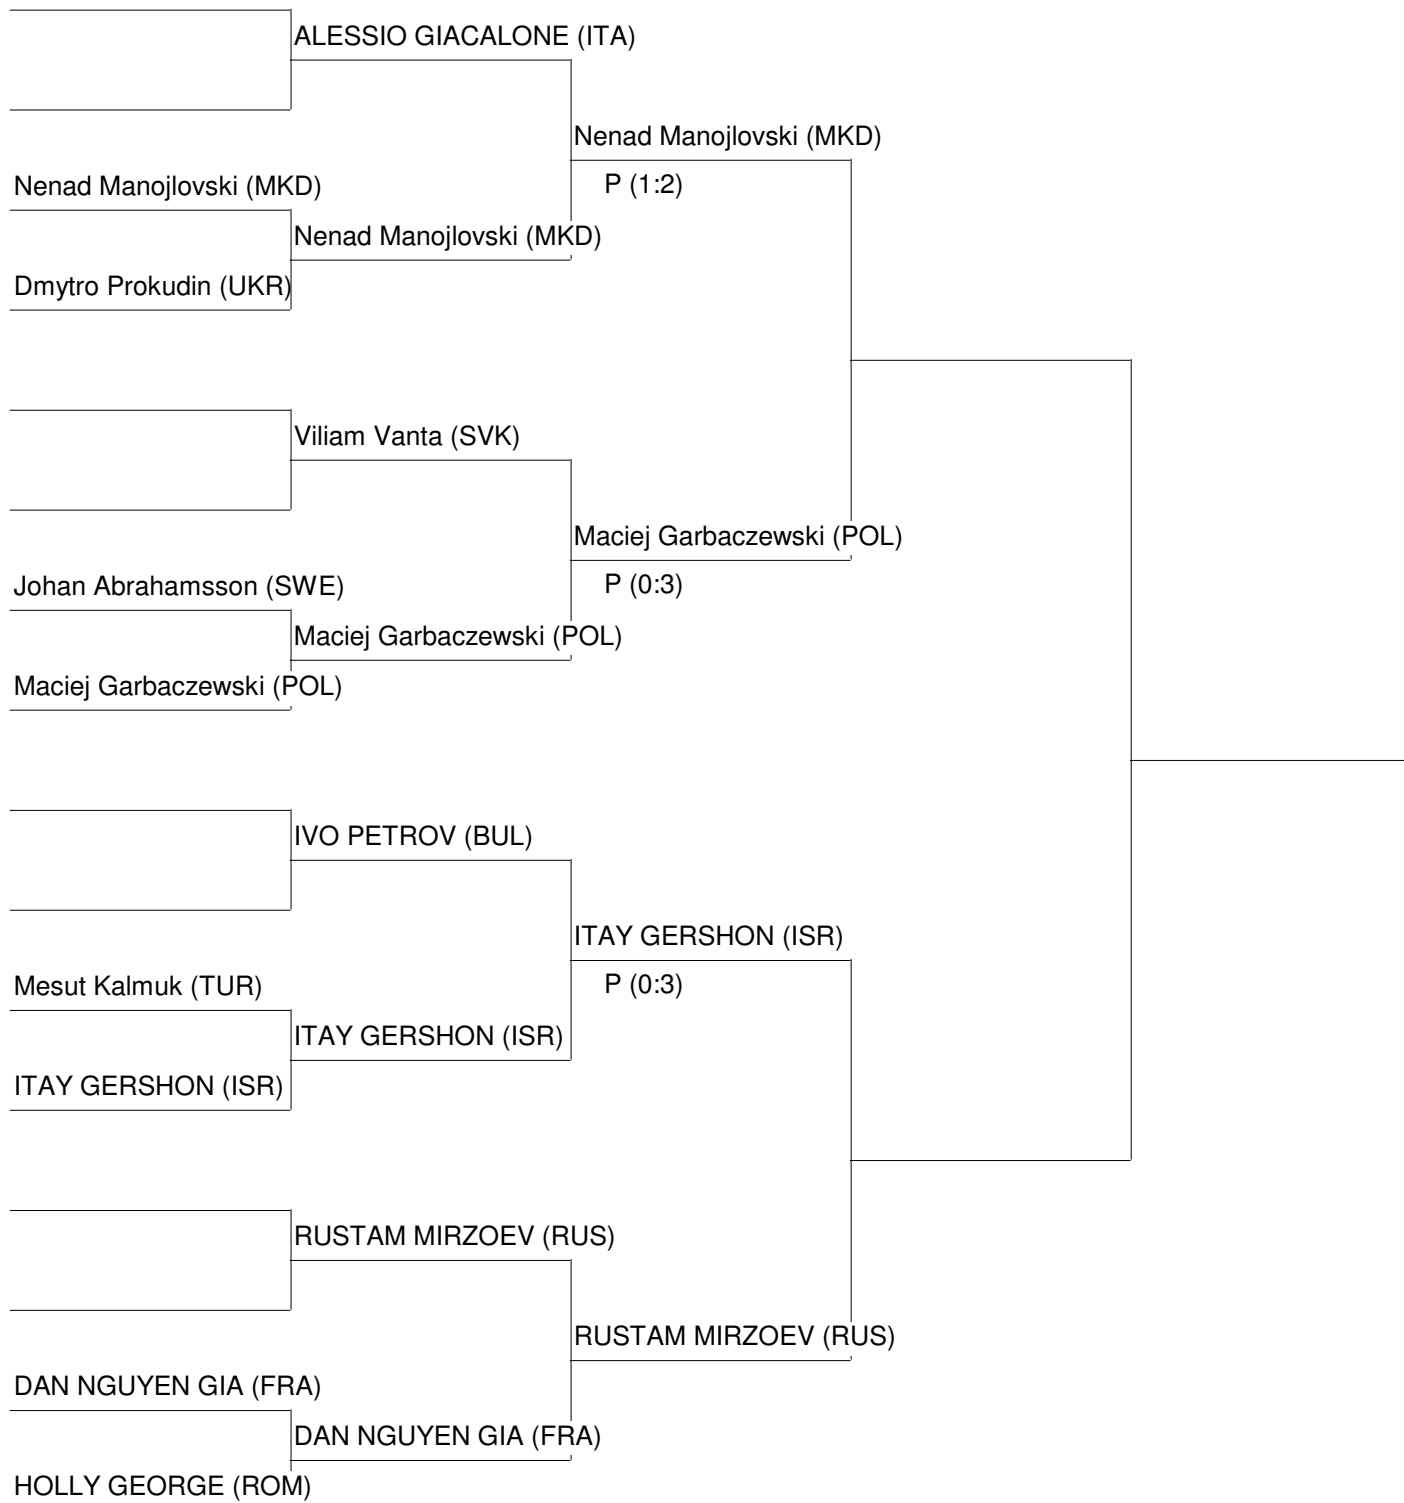 ALESSIO GIACALONE (ITA)
Nenad Manojlovski (MKD)
P (1:2)
Nenad Manojlovski (MKD)
Nenad Manojlovski (MKD)
Dmytro Prokudin (UKR)
Viliam Vanta (SVK)
Maciej Garbaczewski (POL)
P (0:3)
Johan Abrahamsson (SWE)
Maciej Garbaczewski (POL)
Maciej Garbaczewski (POL)
IVO PETROV (BUL)
ITAY GERSHON (ISR)
P (0:3)
Mesut Kalmuk (TUR)
ITAY GERSHON (ISR)
ITAY GERSHON (ISR)
RUSTAM MIRZOEV (RUS)
RUSTAM MIRZOEV (RUS)
DAN NGUYEN GIA (FRA)
DAN NGUYEN GIA (FRA)
HOLLY GEORGE (ROM)